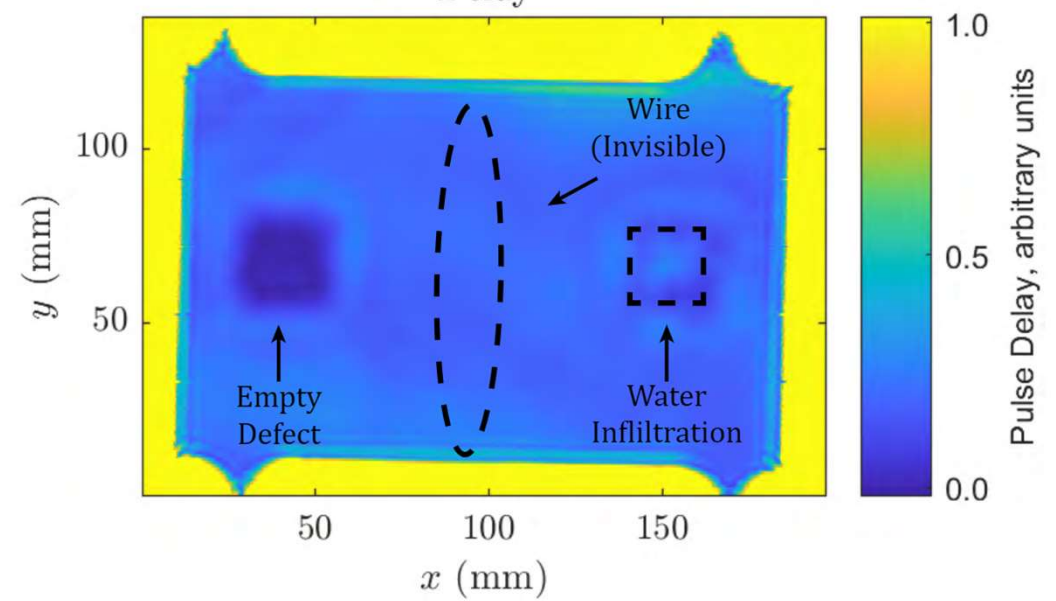 1.0
Wire
(Invisible)
100
0.5
50
Empty
Defect
Water
Infliltration
0.0
50
100
150
x (mm)
y (mm)
Pulse Delay, arbitrary units